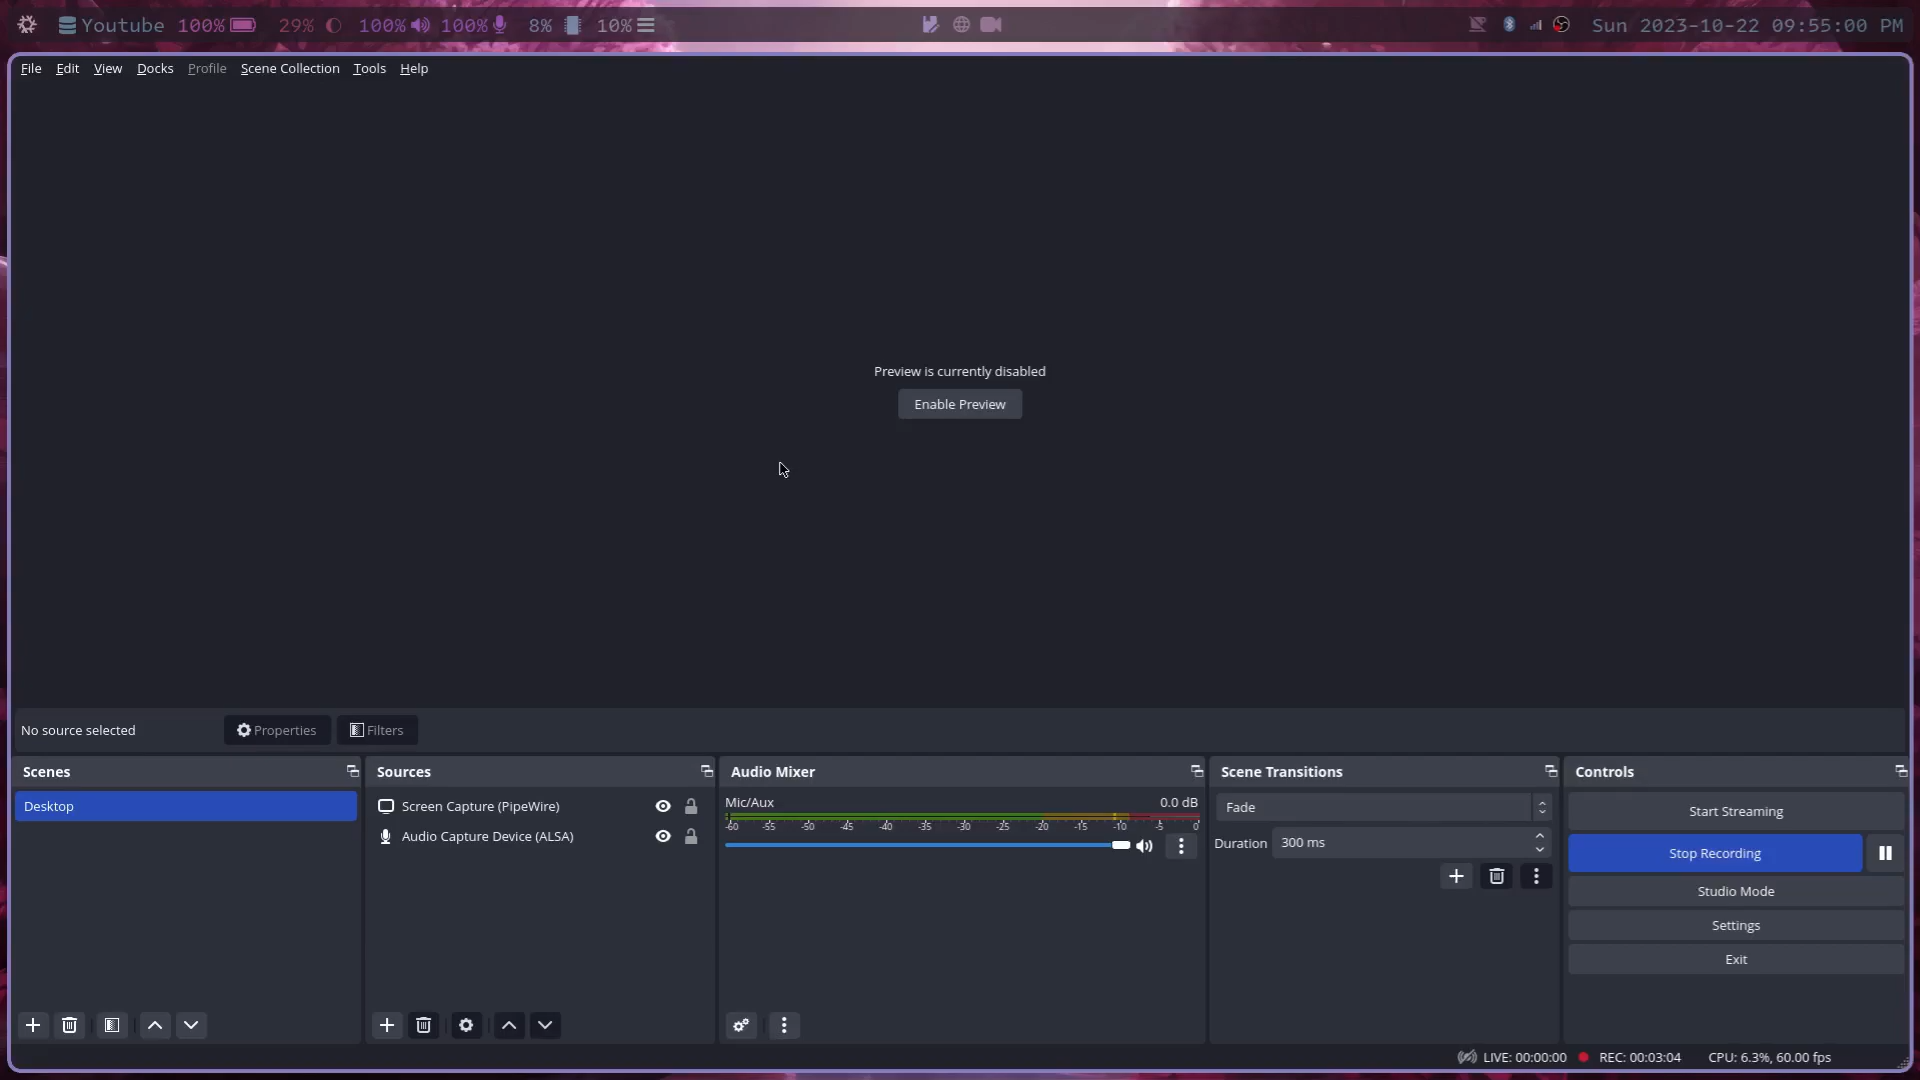 Youtube 100% 29% 100% 100% 8% 10% Sun 2023-10-22 09:55:00 PM
File Edit View Docks Profile Scene Collection Tools Help
Preview is currently disabled
Enable Preview
No source selected Properties Filters
Scenes
Desktop
Sources
Screen Capture (PipeWire)
Audio Capture Device (ALSA)
Audio Mixer
Mic/Aux 0.0 dB
-60 -55 -50 -45 -40 -35 -30 -25 -20 -15 -10 -5 0
Scene Transitions
Fade
Duration 300 ms
Controls
Start Streaming
Stop Recording
Studio Mode
Settings
Exit
LIVE: 00:00:00 REC: 00:03:04 CPU: 6.3%, 60.00 fps